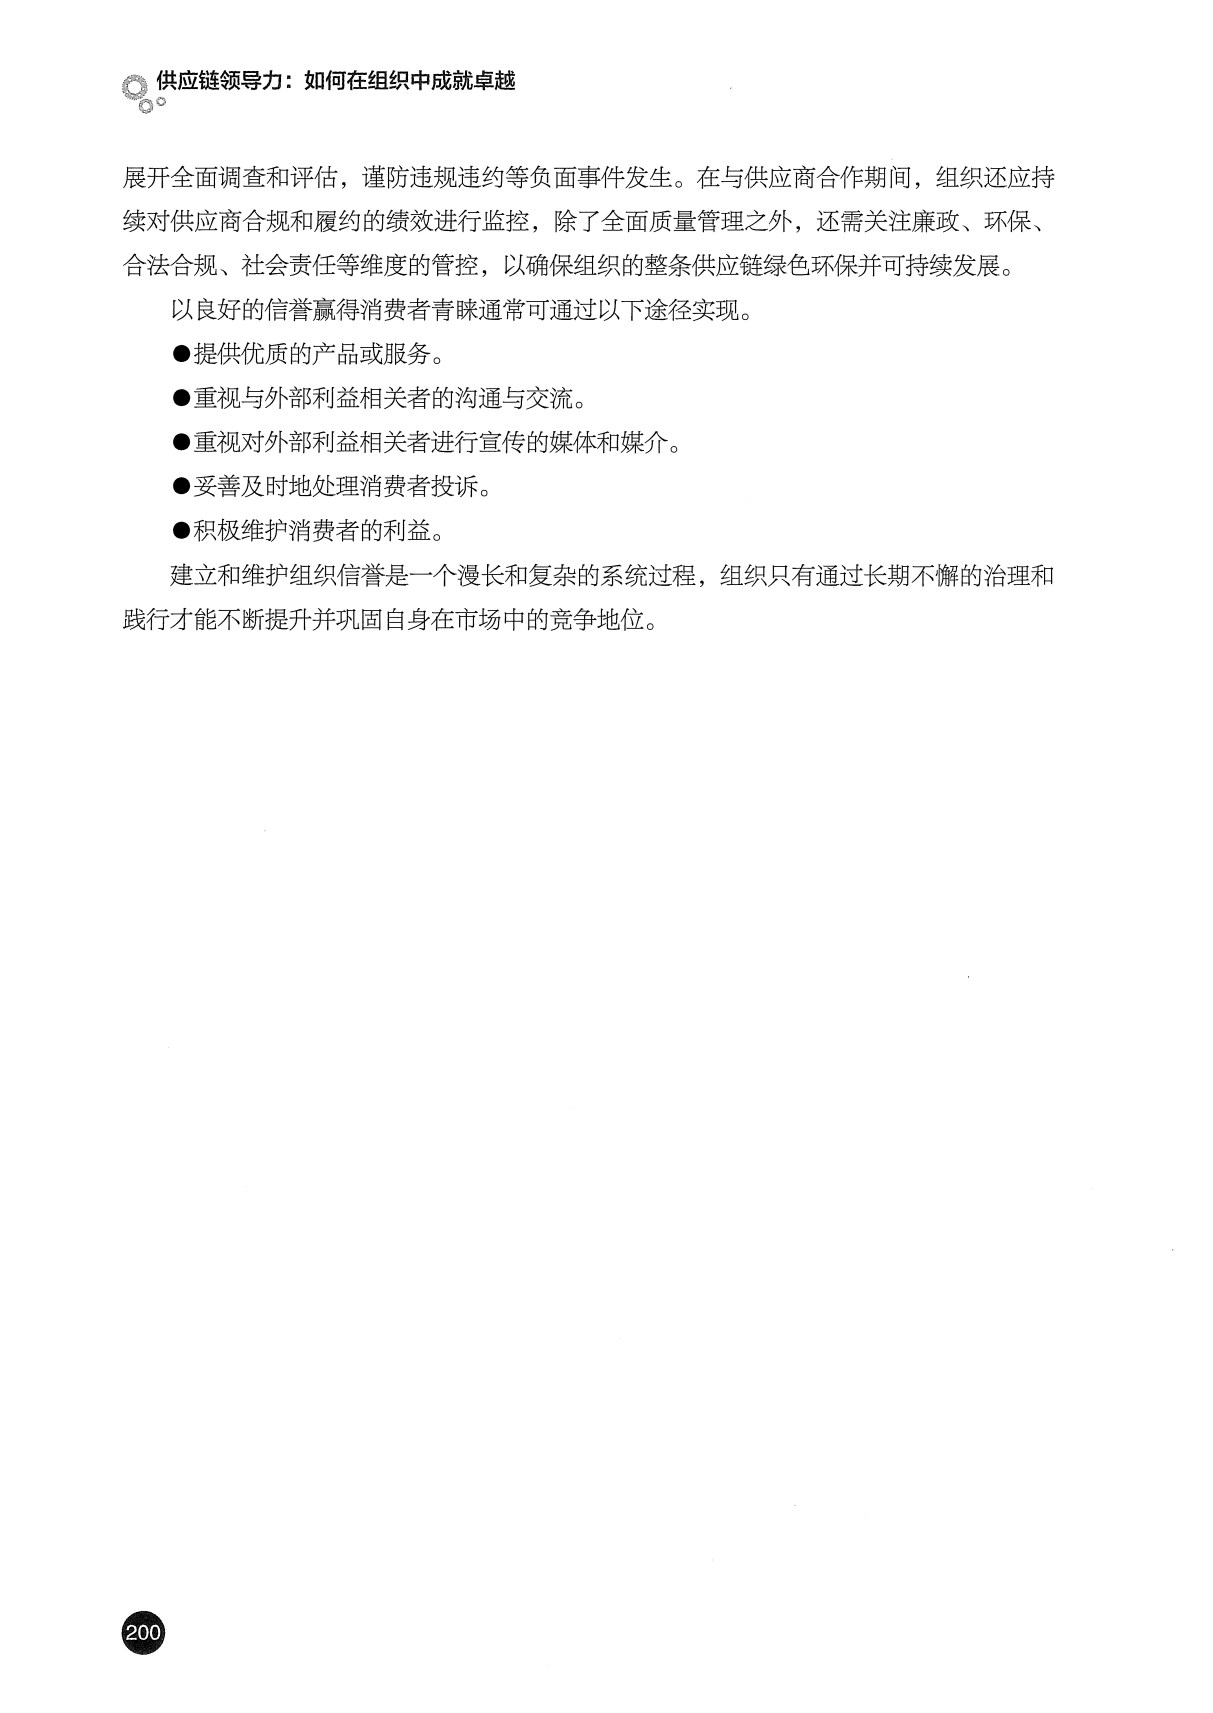 供应链领导力：如何在组织中成就卓越
展开全面调查和评估，谨防违规违约等负面事件发生。在与供应商合作期间，组织还应持
续对供应商合规和履约的绩效进行监控，除了全面质量管理之外，还需关注廉政、环保、
合法合规、社会责任等维度的管控，以确保组织的整条供应链绿色环保并可持续发展。
以良好的信誉赢得消费者青睐通常可通过以下途径实现。
●提供优质的产品或服务。
●重视与外部利益相关者的沟通与交流。
●重视对外部利益相关者进行宣传的媒体和媒介。
●妥善及时地处理消费者投诉。
●积极维护消费者的利益。
建立和维护组织信誉是一个漫长和复杂的系统过程，组织只有通过长期不懈的治理和
践行才能不断提升并巩固自身在市场中的竞争地位。
200